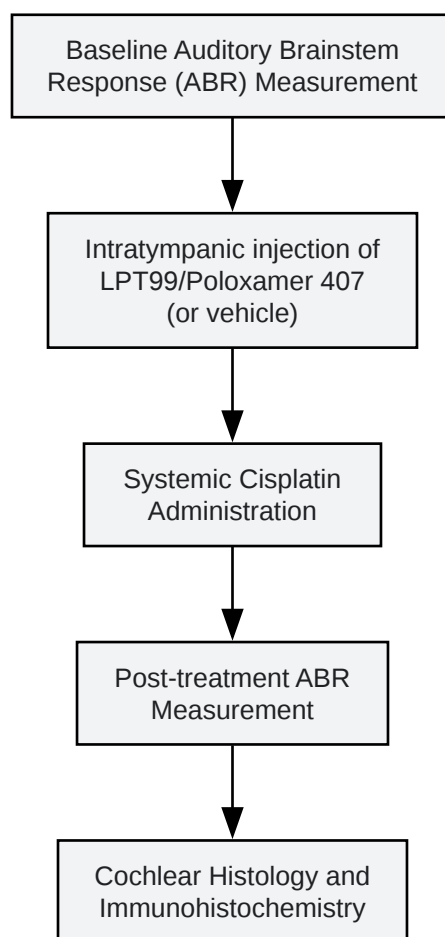 Baseline Auditory Brainstem
Response (ABR) Measurement
Intratympanic injection of
LPT99/Poloxamer 407
(or vehicle)
Systemic Cisplatin
Administration
Post-treatment ABR
Measurement
Cochlear Histology and
Immunohistochemistry